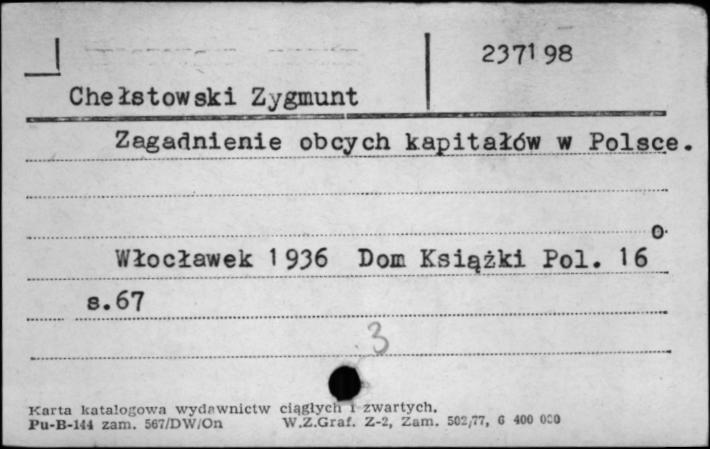 237198
Chełstowski Zygmunt
Zagadnienie obcych kapitałów w Polsce.
Włocławek 1936 Dom Książki Pol. 16o
s.67
3
Karta katalogowa wydawnictw ciągłych i zwartych.
Pu-B-144 zam. 567/DW/On W.Z.Graf. Z-2, Zam. 502/77, 6 400 000